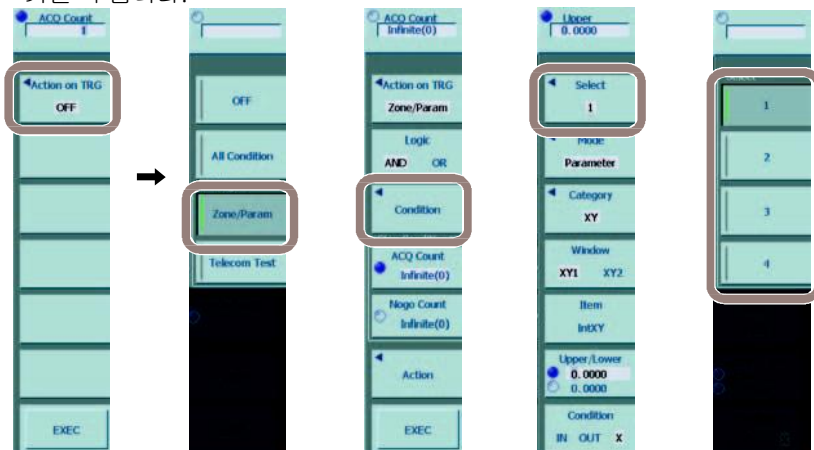 ACQ Count
1
Action on TRG
OFF
EXEC
OFF
All Condition
Zone/Param
Telecom Test
ACQ Count
Infinite(0)
Action on TRG
Zone/Param
Logic
AND OR
Condition
ACQ Count
Infinite(0)
Nogo Count
Infinite(0)
Action
EXEC
Upper
0.0000
Select
1
Mode
Parameter
Category
XY
Window
XY1 XY2
Item
IntXY
Upper/Lower
0.0000
0.0000
Condition
IN OUT X
Select
1
2
3
4